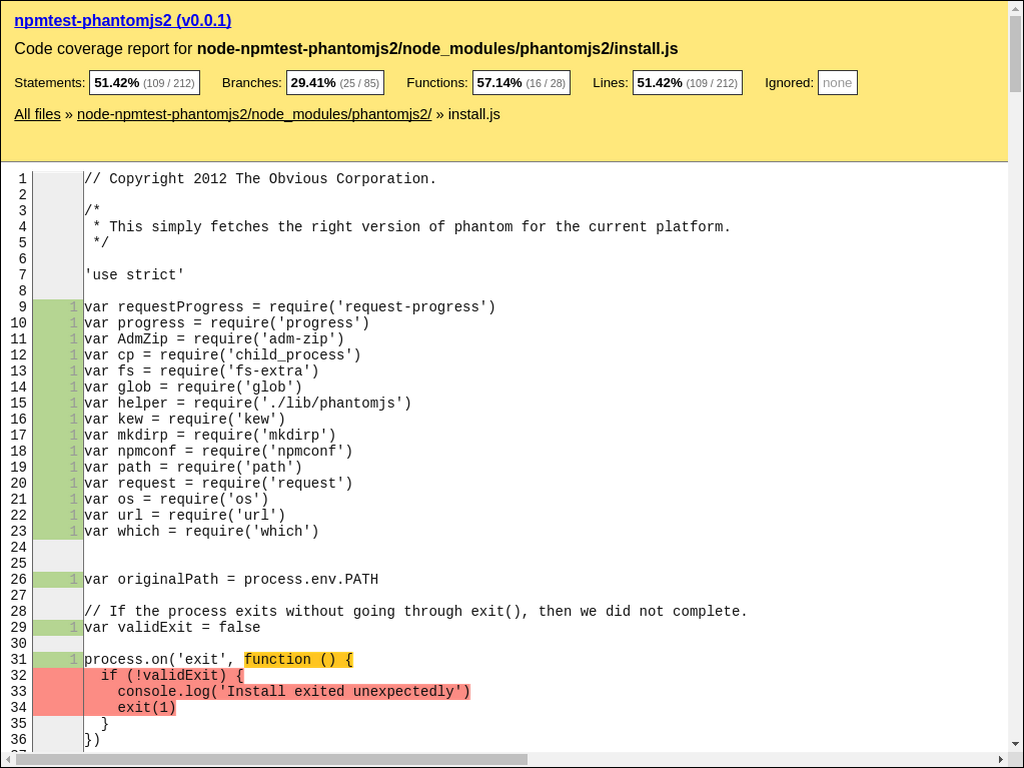 npmtest-phantomjs2 (v0.0.1)
Code coverage report for node-npmtest-phantomjs2/node_modules/phantomjs2/install.js
Statements: 51.42% (109 / 212) Branches: 29.41% (25 / 85) Functions: 57.14% (16 / 28) Lines: 51.42% (109 / 212) Ignored: none
All files » node-npmtest-phantomjs2/node_modules/phantomjs2/ » install.js
1 // Copyright 2012 The Obvious Corporation.
2
3 /*
4  * This simply fetches the right version of phantom for the current platform.
5  */
6
7 'use strict'
8
9 1 var requestProgress = require('request-progress')
10 1 var progress = require('progress')
11 1 var AdmZip = require('adm-zip')
12 1 var cp = require('child_process')
13 1 var fs = require('fs-extra')
14 1 var glob = require('glob')
15 1 var helper = require('./lib/phantomjs')
16 1 var kew = require('kew')
17 1 var mkdirp = require('mkdirp')
18 1 var npmconf = require('npmconf')
19 1 var path = require('path')
20 1 var request = require('request')
21 1 var os = require('os')
22 1 var url = require('url')
23 1 var which = require('which')
24
25
26 1 var originalPath = process.env.PATH
27
28 // If the process exits without going through exit(), then we did not complete.
29 1 var validExit = false
30
31 1 process.on('exit', function () {
32   if (!validExit) {
33     console.log('Install exited unexpectedly')
34     exit(1)
35   }
36 })